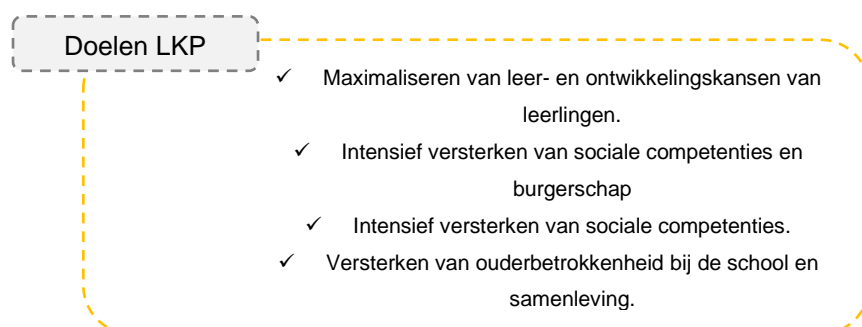 Doelen LKP
✓ Maximaliseren van leer- en ontwikkelingskansen van
leerlingen.
✓ Intensief versterken van sociale competenties en
burgerschap
✓ Intensief versterken van sociale competenties.
✓ Versterken van ouderbetrokkenheid bij de school en
samenleving.